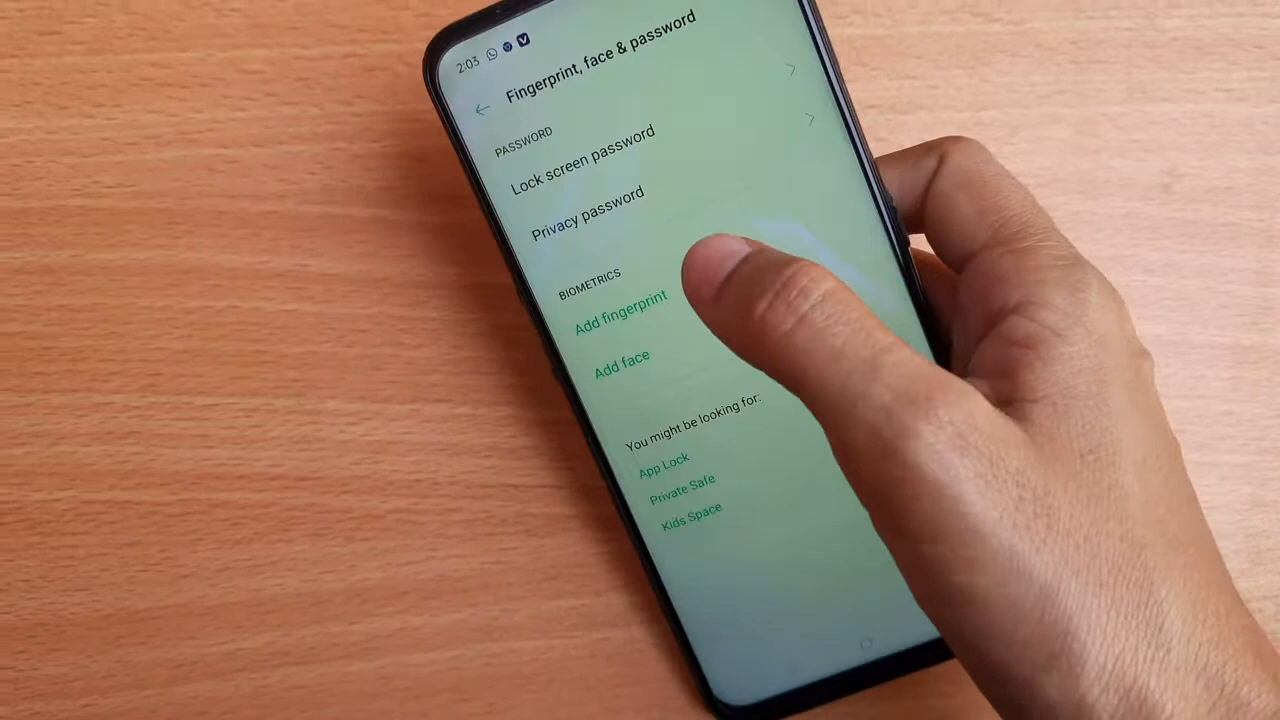 2:03
Fingerprint, face & password
PASSWORD
Lock screen password
Privacy password
BIOMETRICS
Add fingerprint
Add face
You might be looking for:
App Lock
Private Safe
Kids Space